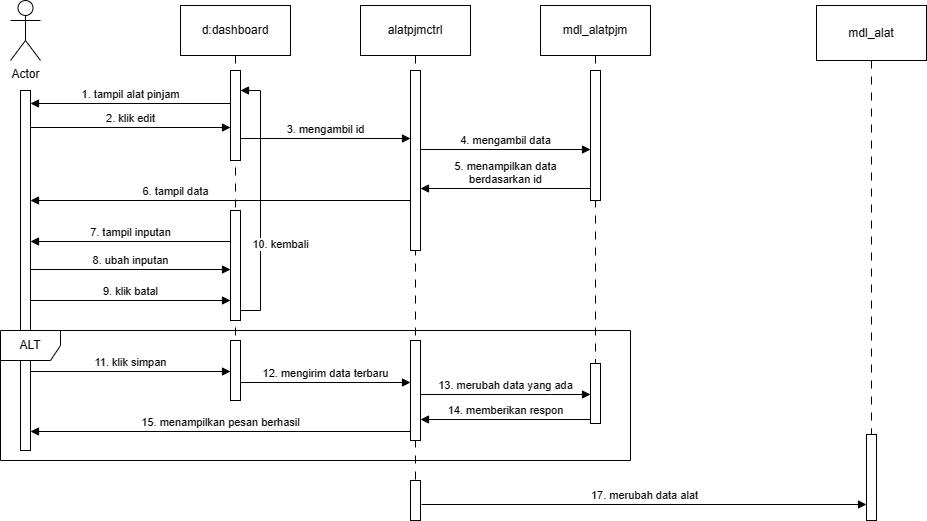 d:dashboard
alatpjmctrl
mdl_alatpjm
mdl_alat
Actor
1. tampil alat pinjam
2. klik edit
3. mengambil id
4. mengambil data
5. menampilkan data
berdasarkan id
6. tampil data
7. tampil inputan
10. kembali
8. ubah inputan
9. klik batal
ALT
11. klik simpan
12. mengirim data terbaru
13. merubah data yang ada
14. memberikan respon
15. menampilkan pesan berhasil
17. merubah data alat